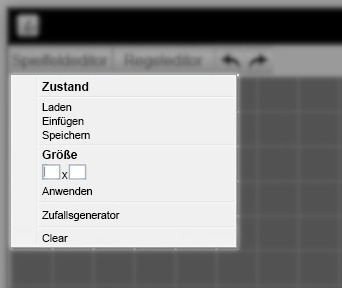 Spielfeldeditor Regeleditor
Zustand
Laden
Einfügen
Speichern
Größe
x
Anwenden
Zufallsgenerator
Clear